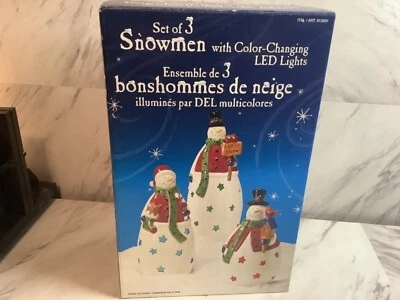 Set of 3
Snowmen with Color-Changing
LED Lights
Ensemble de 3
bonshommes de neige
illuminés par DEL multicolores